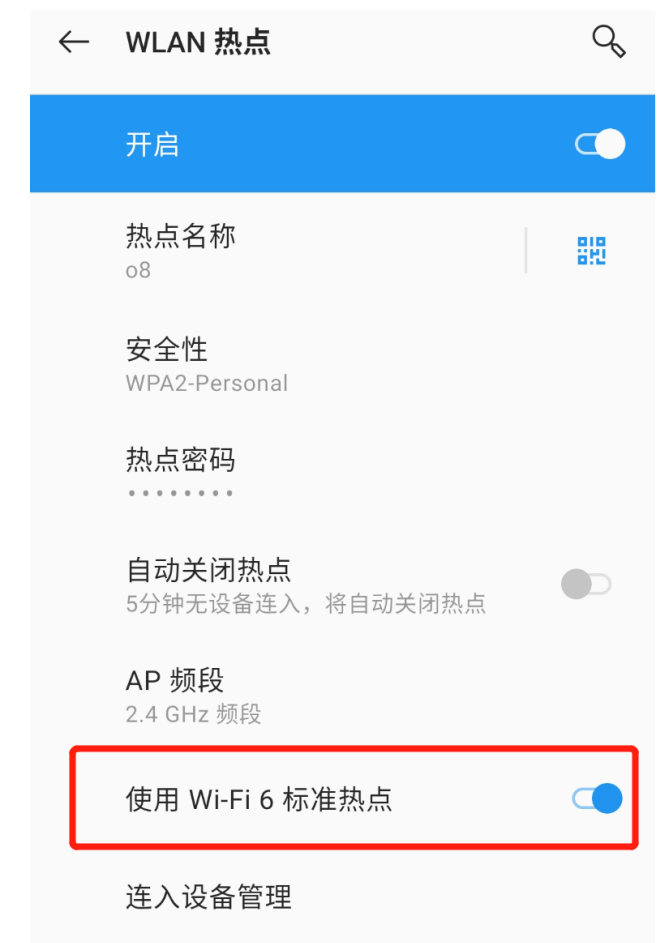 WLAN 热点
开启
热点名称
o8
安全性
WPA2-Personal
热点密码
••••••••
自动关闭热点
5分钟无设备连入，将自动关闭热点
AP 频段
2.4 GHz 频段
使用 Wi-Fi 6 标准热点
连入设备管理